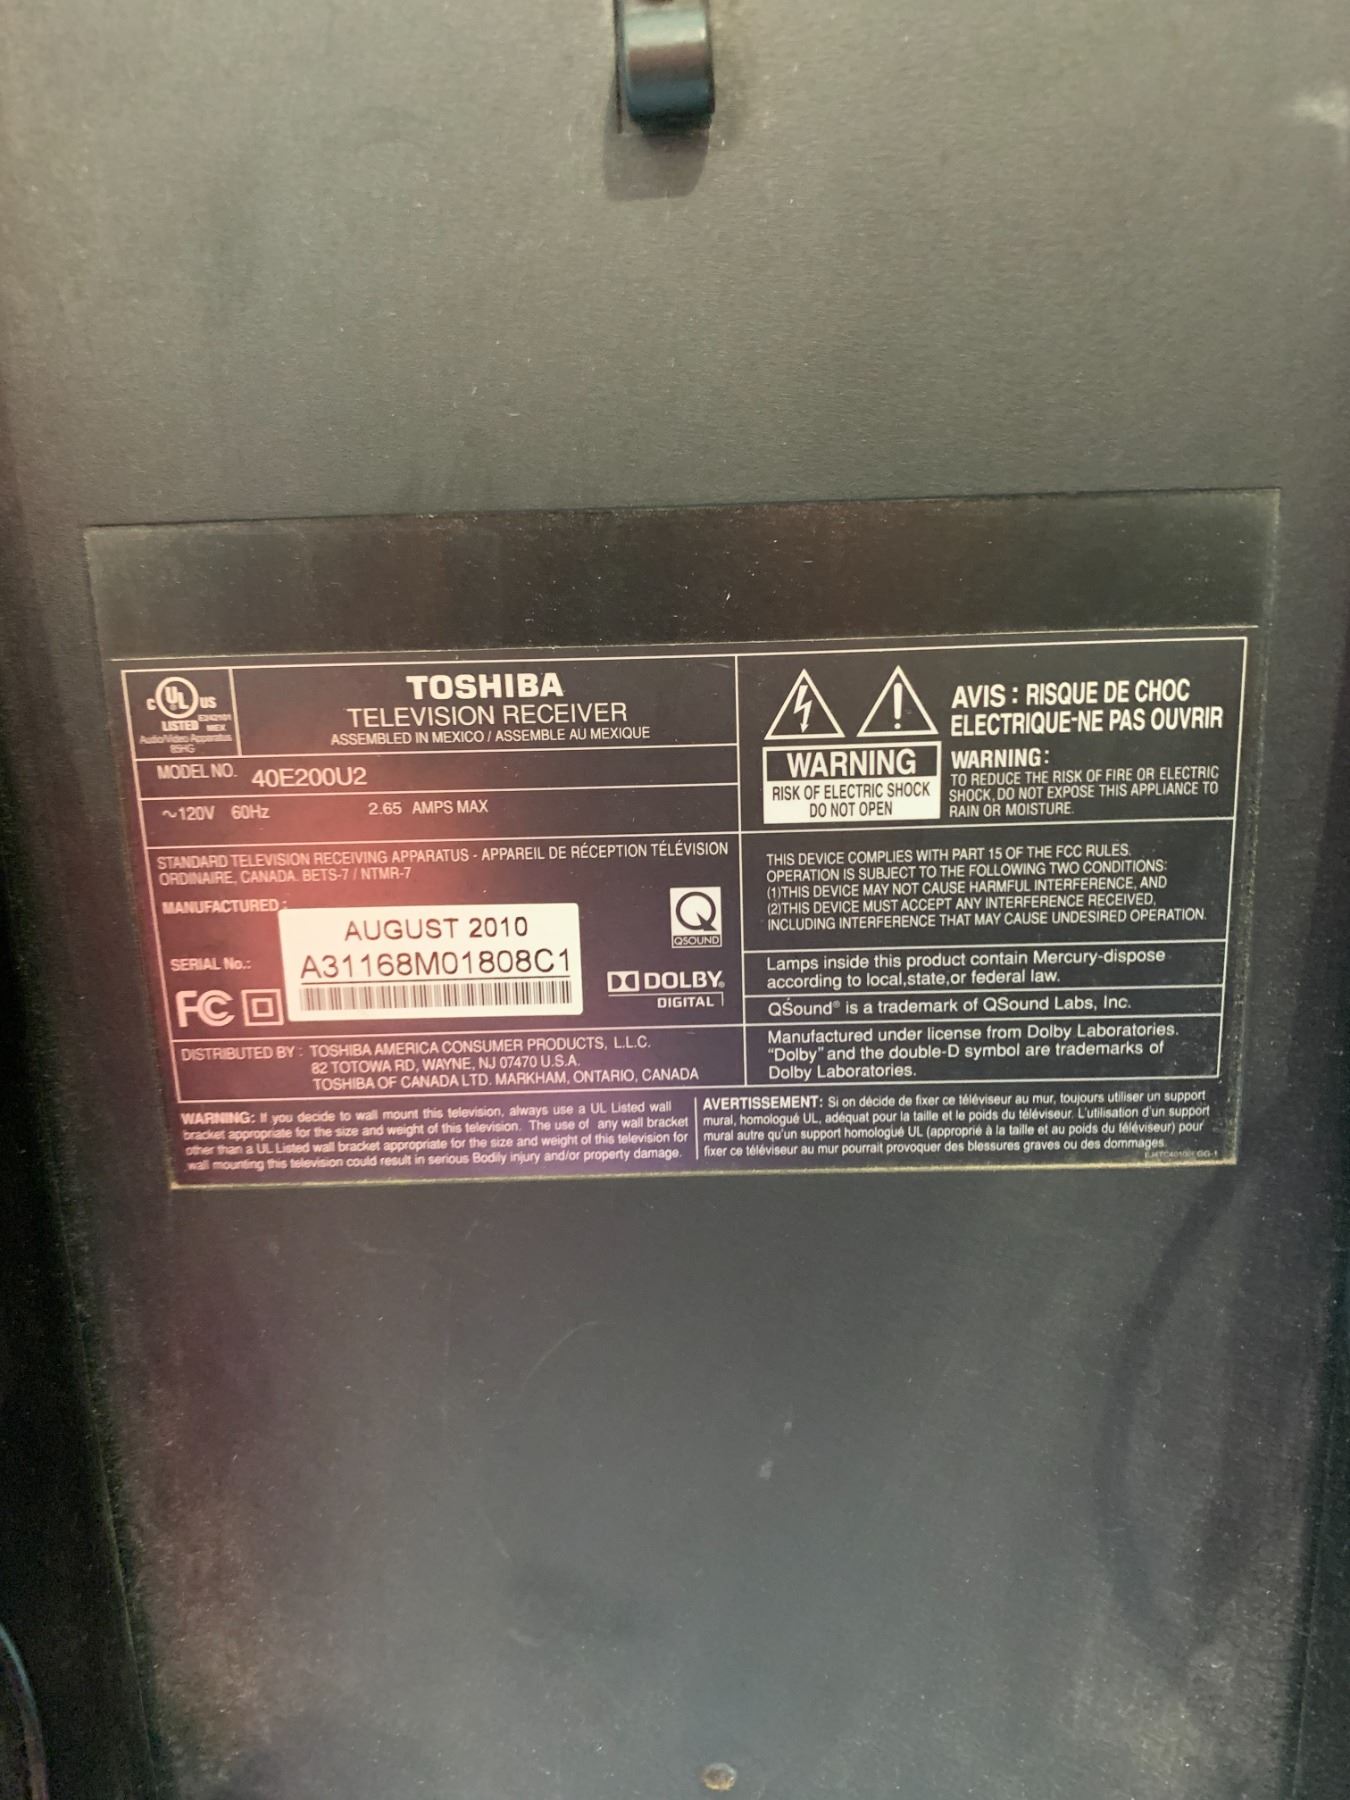 C UL US
LISTED E342101
MEX
Audio/Video Apparatus
85HG
TOSHIBA
TELEVISION RECEIVER
ASSEMBLED IN MEXICO / ASSEMBLE AU MEXIQUE
MODEL NO. 40E200U2
~120V 60Hz 2.65 AMPS MAX
STANDARD TELEVISION RECEIVING APPARATUS - APPAREIL DE RÉCEPTION TÉLÉVISION
ORDINAIRE, CANADA. BETS-7 / NTMR-7
MANUFACTURED :
AUGUST 2010
SERIAL No.: A31168M01808C1
FC
QSOUND
DOLBY®
DIGITAL
DISTRIBUTED BY : TOSHIBA AMERICA CONSUMER PRODUCTS, L.L.C.
82 TOTOWA RD, WAYNE, NJ 07470 U.S.A.
TOSHIBA OF CANADA LTD. MARKHAM, ONTARIO, CANADA
AVIS : RISQUE DE CHOC
ELECTRIQUE-NE PAS OUVRIR
WARNING
RISK OF ELECTRIC SHOCK
DO NOT OPEN
WARNING:
TO REDUCE THE RISK OF FIRE OR ELECTRIC
SHOCK, DO NOT EXPOSE THIS APPLIANCE TO
RAIN OR MOISTURE.
THIS DEVICE COMPLIES WITH PART 15 OF THE FCC RULES.
OPERATION IS SUBJECT TO THE FOLLOWING TWO CONDITIONS:
(1)THIS DEVICE MAY NOT CAUSE HARMFUL INTERFERENCE, AND
(2)THIS DEVICE MUST ACCEPT ANY INTERFERENCE RECEIVED,
INCLUDING INTERFERENCE THAT MAY CAUSE UNDESIRED OPERATION.
Lamps inside this product contain Mercury-dispose
according to local,state,or federal law.
QSound® is a trademark of QSound Labs, Inc.
Manufactured under license from Dolby Laboratories.
"Dolby" and the double-D symbol are trademarks of
Dolby Laboratories.
WARNING: If you decide to wall mount this television, always use a UL Listed wall
bracket appropriate for the size and weight of this television. The use of any wall bracket
other than a UL Listed wall bracket appropriate for the size and weight of this television for
wall mounting this television could result in serious Bodily injury and/or property damage.
AVERTISSEMENT: Si on décide de fixer ce téléviseur au mur, toujours utiliser un support
mural, homologué UL, adéquat pour la taille et le poids du téléviseur. L'utilisation d'un support
mural autre qu'un support homologué UL (approprié à la taille et au poids du téléviseur) pour
fixer ce téléviseur au mur pourrait provoquer des blessures graves ou des dommages.